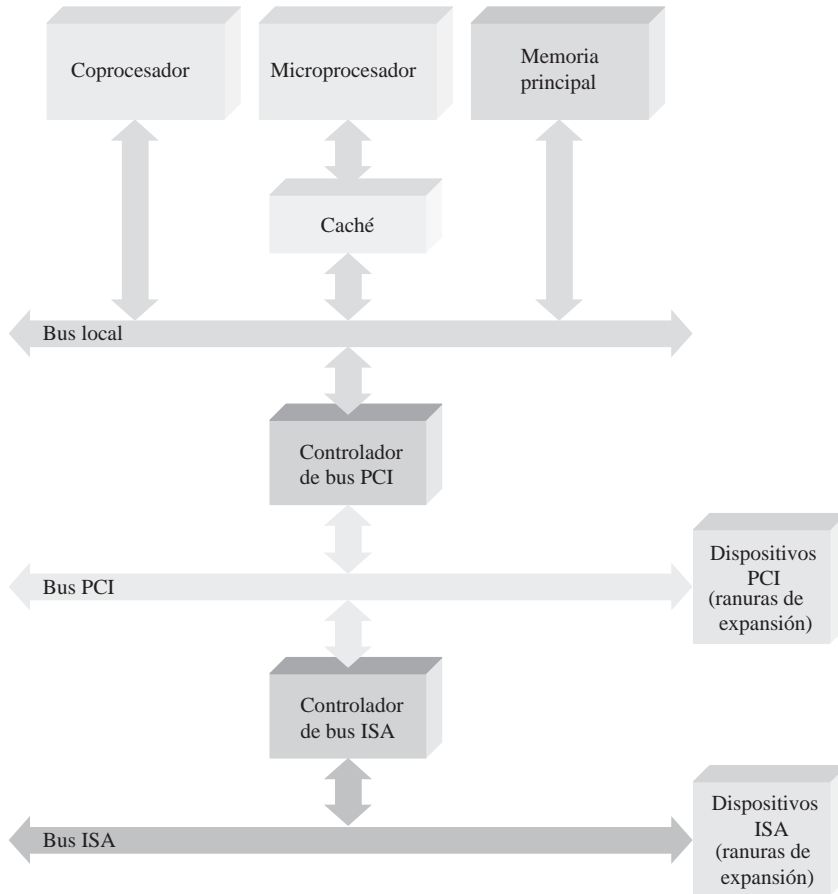 Coprocesador
Microprocesador
Memoria
principal
Caché
Bus local
Controlador
de bus PCI
Bus PCI
Dispositivos
PCI
(ranuras de
expansión)
Controlador
de bus ISA
Bus ISA
Dispositivos
ISA
(ranuras de
expansión)